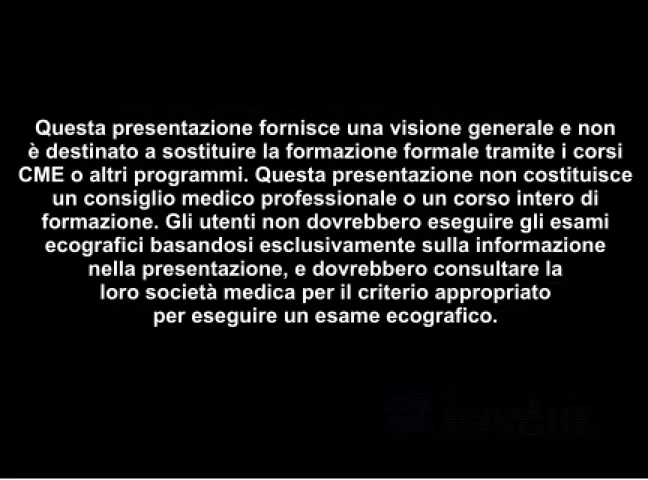 Questa presentazione fornisce una visione generale e non
è destinato a sostituire la formazione formale tramite i corsi
CME o altri programmi. Questa presentazione non costituisce
un consiglio medico professionale o un corso intero di
formazione. Gli utenti non dovrebbero eseguire gli esami
ecografici basandosi esclusivamente sulla informazione
nella presentazione, e dovrebbero consultare la
loro società medica per il criterio appropriato
per eseguire un esame ecografico.